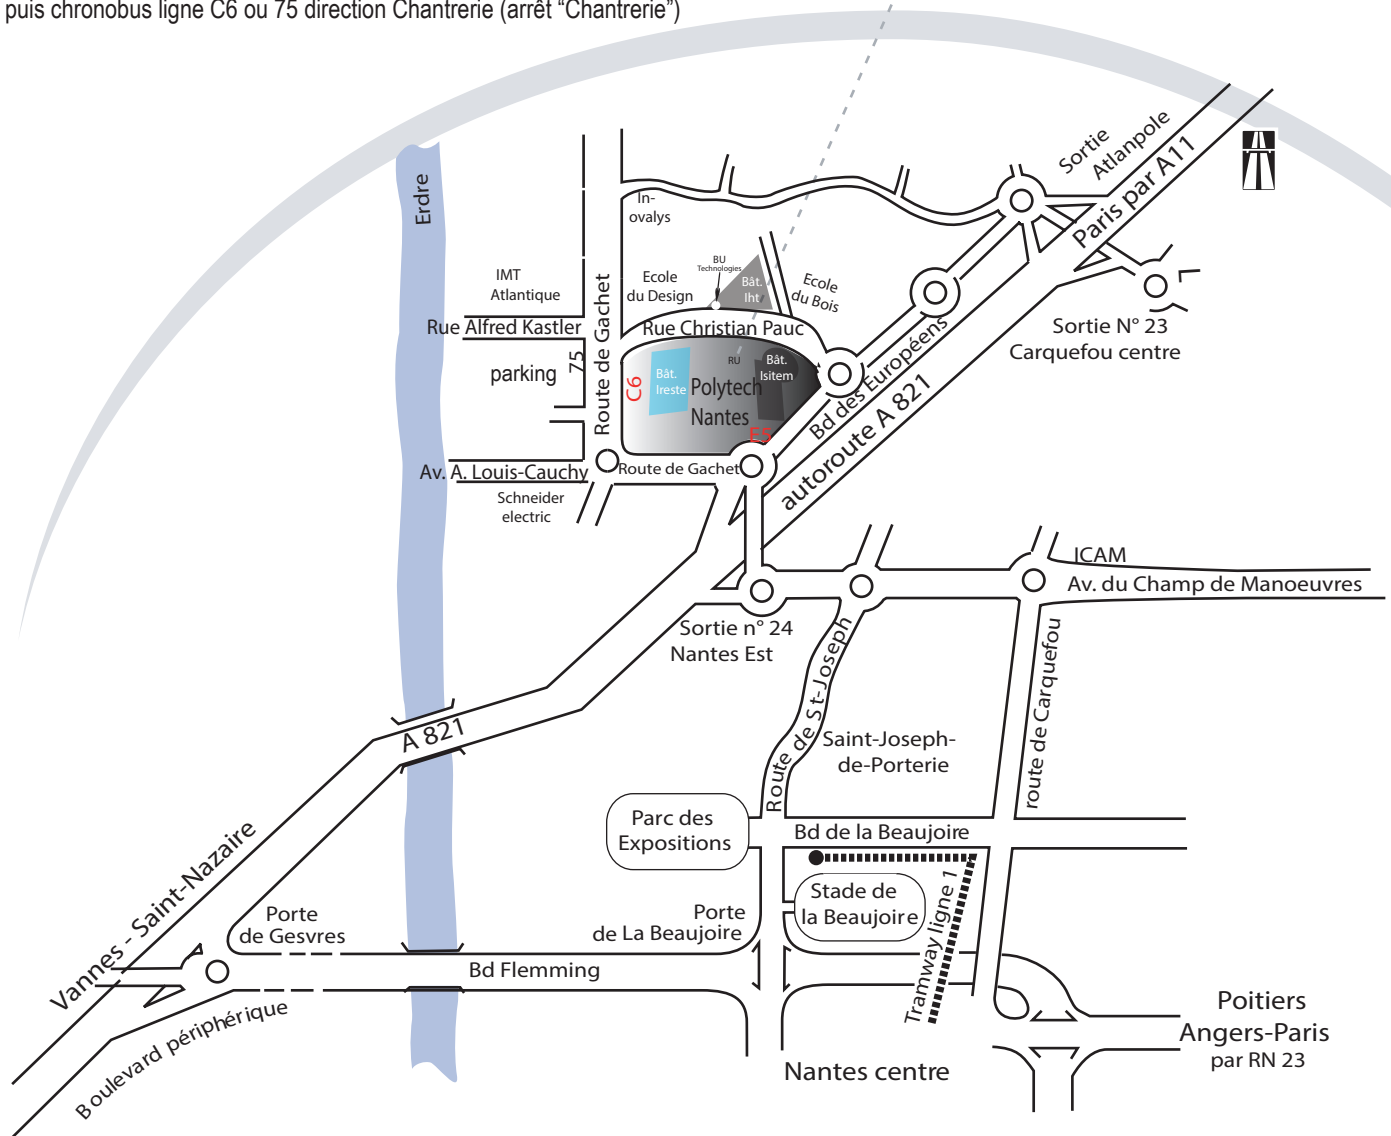 puis chronobus ligne C6 ou 75 direction Chantrerie (arrêt “Chantrerie”)
Sortie
Atlanpole
Paris par A11
Erdre
In-
ovalys
BU
Technologies
Bât.
Iht
Ecole
du Design
Ecole
du Bois
IMT
Atlantique
Rue Alfred Kastler
Route de Gachet
Rue Christian Pauc
Sortie N° 23
Carquefou centre
parking
75
C6
Bât.
Ireste
RU
Bât.
Isitem
Polytech
Nantes
E5
Bd des Européens
autoroute A 821
Av. A. Louis-Cauchy
Route de Gachet
Schneider
electric
ICAM
Av. du Champ de Manoeuvres
Sortie n° 24
Nantes Est
Route de St-Joseph
route de Carquefou
A 821
Saint-Joseph-
de-Porterie
Parc des
Expositions
Bd de la Beaujoire
Vannes - Saint-Nazaire
Stade de
la Beaujoire
Tramway ligne 1
Porte
de Gesvres
Porte
de La Beaujoire
Bd Flemming
Boulevard périphérique
Poitiers
Angers-Paris
par RN 23
Nantes centre